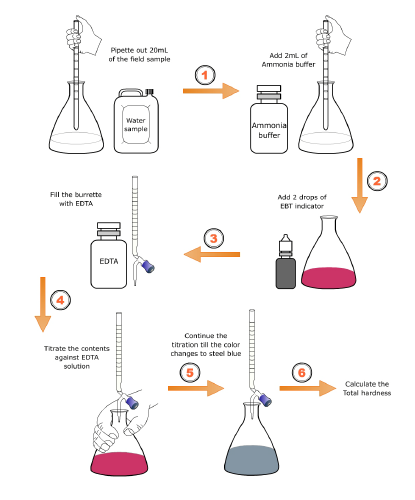 Pipette out 20mL
of the field sample
Water
sample
1
Add 2mL of
Ammonia buffer
Ammonia
buffer
2
Add 2 drops of
EBT indicator
3
Fill the burrette
with EDTA
EDTA
4
Titrate the contents
against EDTA
solution
5
Continue the
titration till the color
changes to steel blue
6
Calculate the
Total hardness